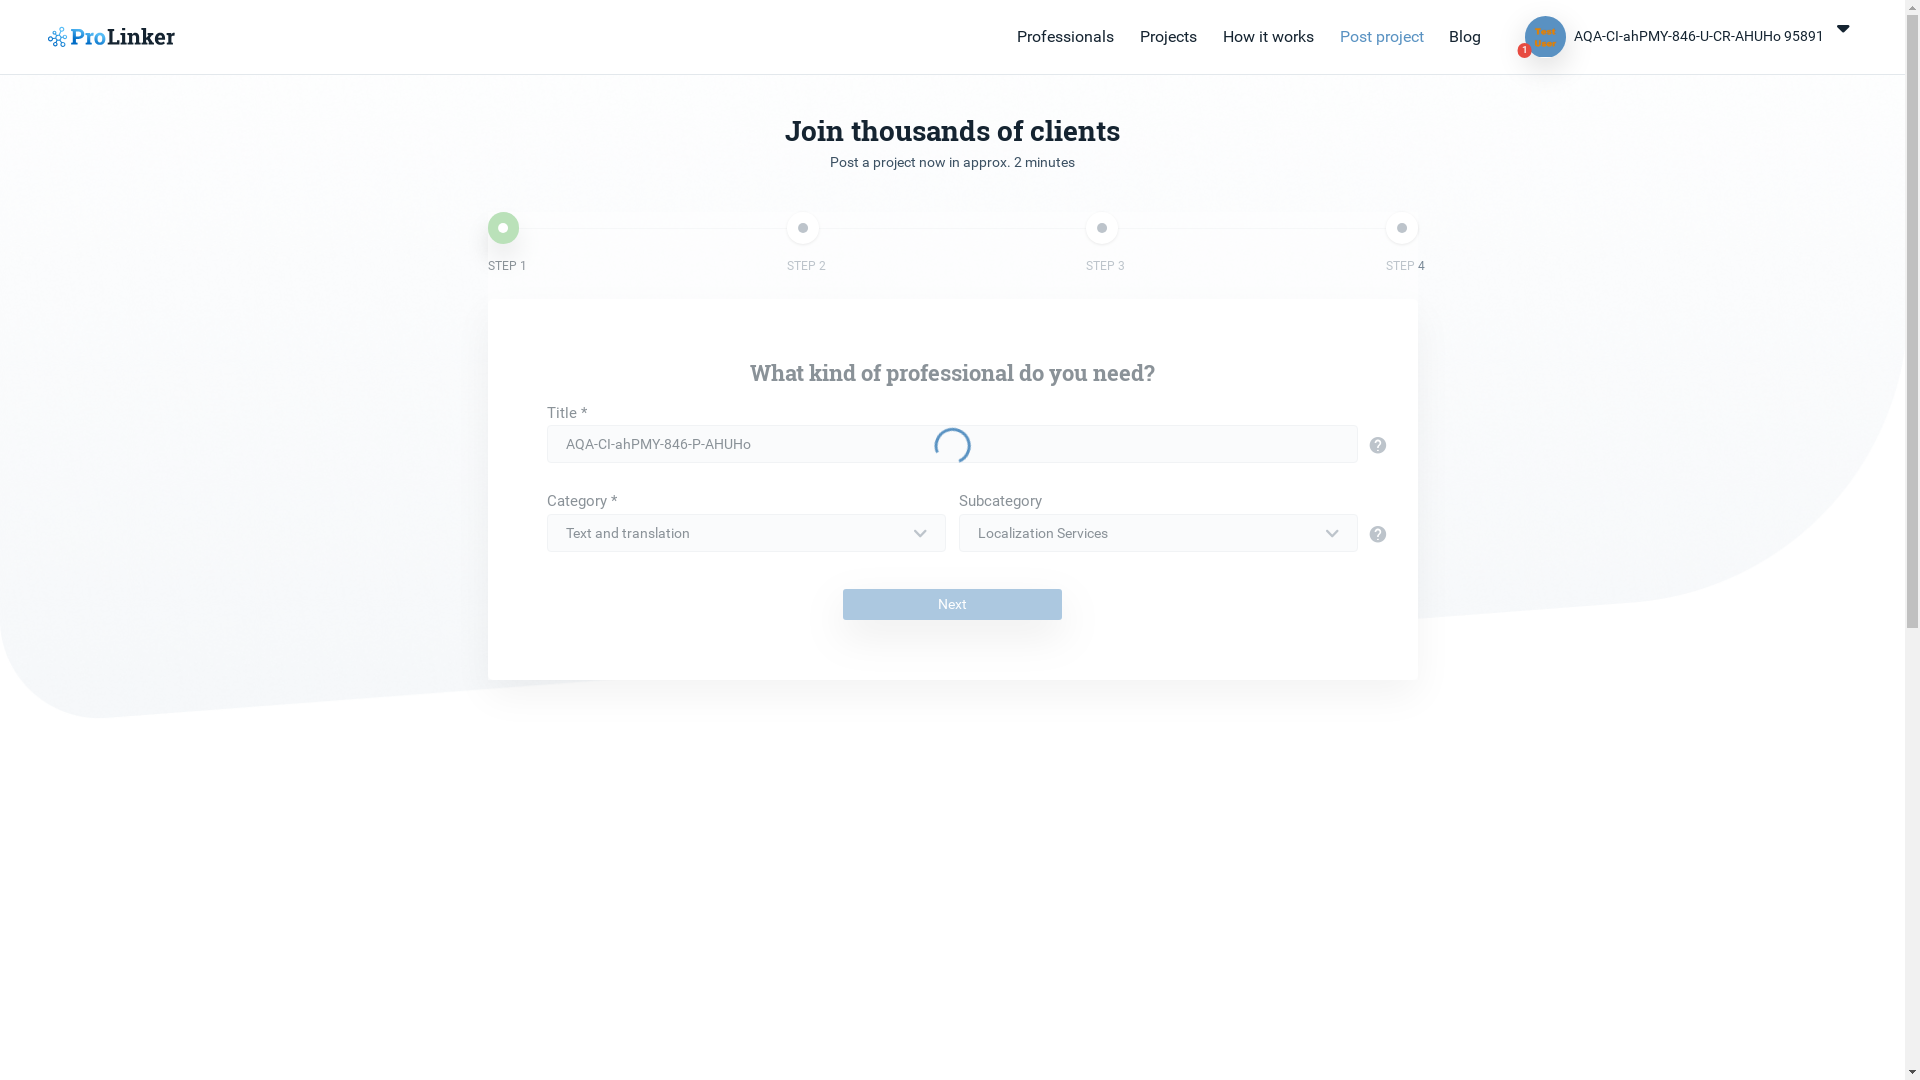 ProLinker
Professionals
Projects
How it works
Post project
Blog
Test
User
1
AQA-CI-ahPMY-846-U-CR-AHUHo 95891
Join thousands of clients
Post a project now in approx. 2 minutes
STEP 1
STEP 2
STEP 3
STEP 4
What kind of professional do you need?
Title *
AQA-CI-ahPMY-846-P-AHUHo
Category *
Subcategory
Text and translation
Localization Services
Next